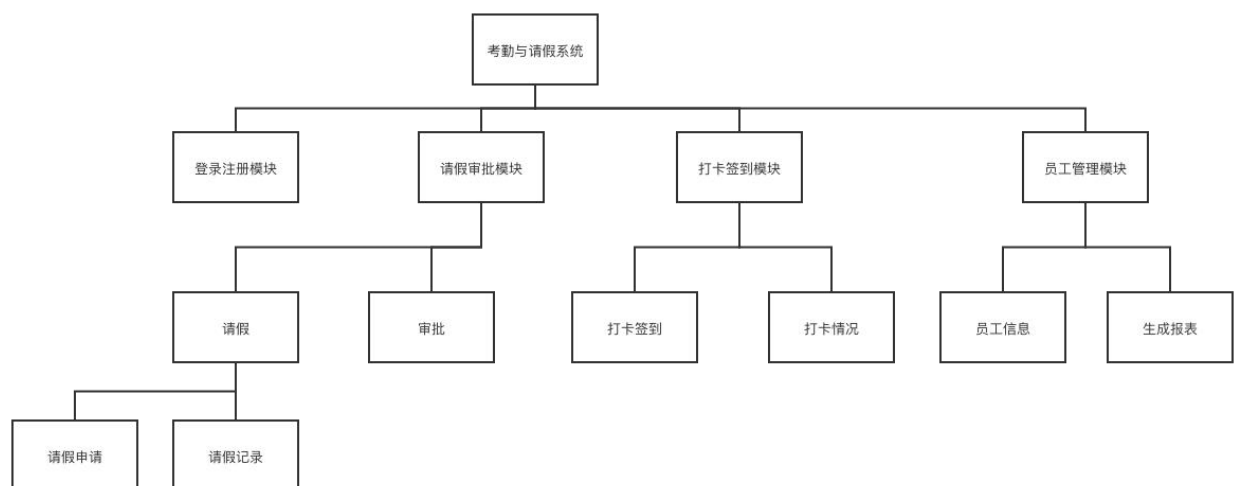 考勤与请假系统
登录注册模块
请假审批模块
打卡签到模块
员工管理模块
请假
审批
打卡签到
打卡情况
员工信息
生成报表
请假申请
请假记录